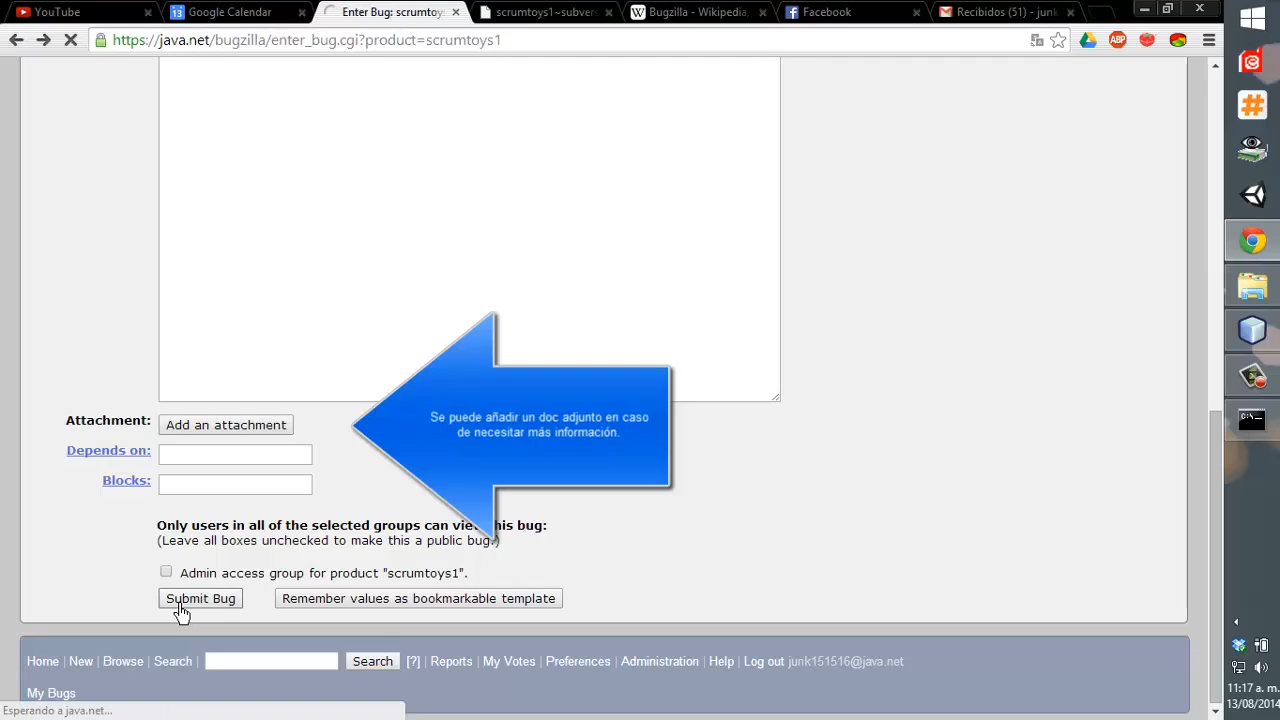 YouTube
Google Calendar
Enter Bug: scrumtoys
scrumtoys1~subvers
Bugzilla - Wikipedia,
Facebook
Recibidos (51) - junk
https://java.net/bugzilla/enter_bug.cgi?product=scrumtoys1
ABP
Se puede añadir un doc adjunto en caso
de necesitar más información.
Attachment: Add an attachment
Depends on:
Blocks:
Only users in all of the selected groups can vie his bug:
(Leave all boxes unchecked to make this a public bug.)
Admin access group for product "scrumtoys1".
Submit Bug Remember values as bookmarkable template
Home | New | Browse | Search | Search [?] | Reports | My Votes | Preferences | Administration | Help | Log out junk151516@java.net
My Bugs
Esperando a java.net...
11:17 a. m.
13/08/2014